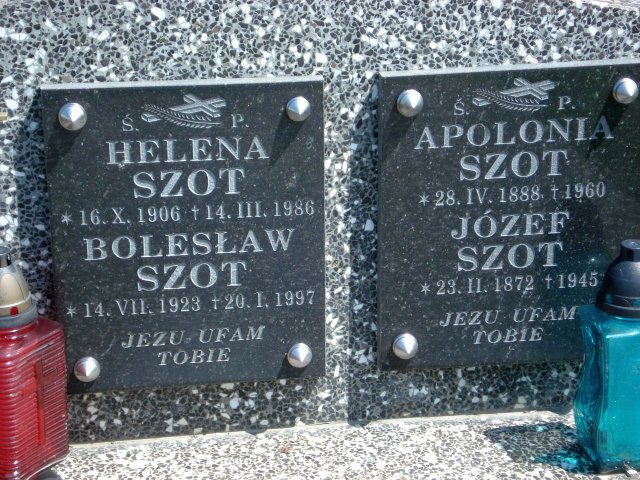 Ś. P.
HELENA
SZOT
* 16. X. 1906 † 14. III. 1986
BOLESŁAW
SZOT
* 14. VII. 1923 † 20. I. 1997
JEZU UFAM
TOBIE
Ś. P.
APOLONIA
SZOT
* 28. IV. 1888 † 1960
JÓZEF
SZOT
* 23. II. 1872 † 1945
JEZU UFAM
TOBIE